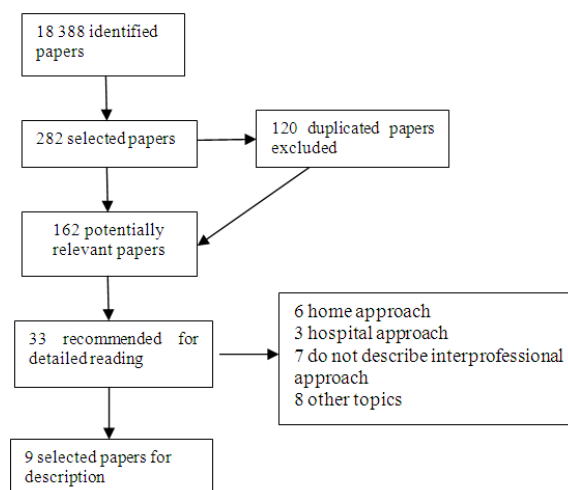 18 388 identified
papers
282 selected papers
120 duplicated papers
excluded
162 potentially
relevant papers
33 recommended for
detailed reading
6 home approach
3 hospital approach
7 do not describe interprofessional
approach
8 other topics
9 selected papers for
description